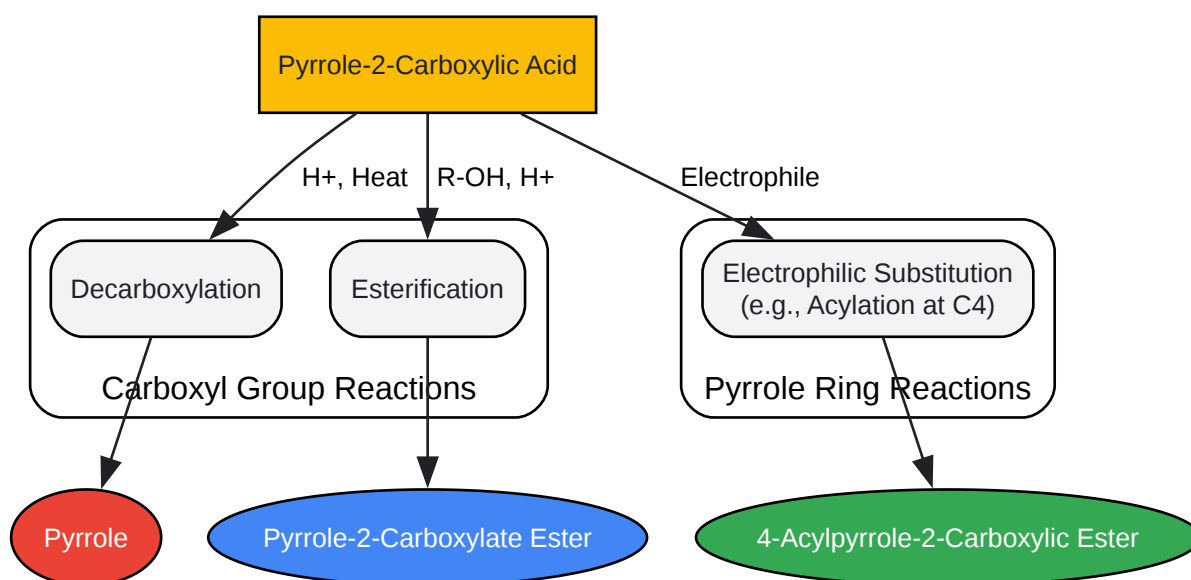 Pyrrole-2-Carboxylic Acid
H+, Heat
R-OH, H+
Electrophile
Decarboxylation
Esterification
Electrophilic Substitution
(e.g., Acylation at C4)
Carboxyl Group Reactions
Pyrrole Ring Reactions
Pyrrole
Pyrrole-2-Carboxylate Ester
4-Acylpyrrole-2-Carboxylic Ester